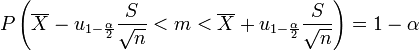 P\left(\overline{X} - u_{1-\frac{\alpha}{2}} \frac{S}{\sqrt{n}} < m < \overline{X} + u_{1-\frac{\alpha}{2}} \frac{S}{\sqrt{n}}\right) = 1 - \alpha